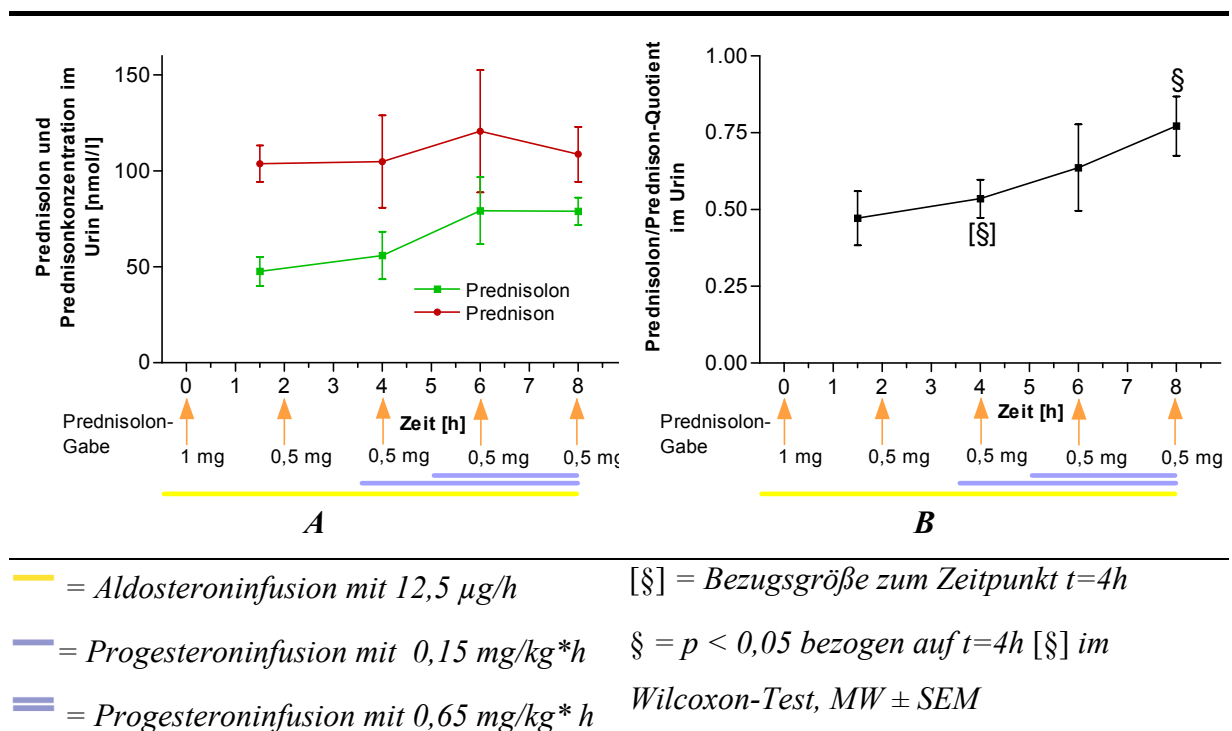 Prednisolon und
Prednisonkonzentration im
Urin [nmol/l]
150
100
50
0
Prednisolon
Prednison
0 1 2 3 4 5 6 7 8
Zeit [h]
Prednisolon-
Gabe
1 mg 0,5 mg 0,5 mg 0,5 mg 0,5 mg
A
Prednisolon/Prednison-Quotient
im Urin
1.00
0.75
0.50
0.25
0.00
§
[§]
0 1 2 3 4 5 6 7 8
Zeit [h]
1 mg 0,5 mg 0,5 mg 0,5 mg 0,5 mg
B
= Aldosteroninfusion mit 12,5 µg/h
= Progesteroninfusion mit 0,15 mg/kg*h
= Progesteroninfusion mit 0,65 mg/kg* h
[§] = Bezugsgröße zum Zeitpunkt t=4h
§ = p < 0,05 bezogen auf t=4h [§] im
Wilcoxon-Test, MW ± SEM